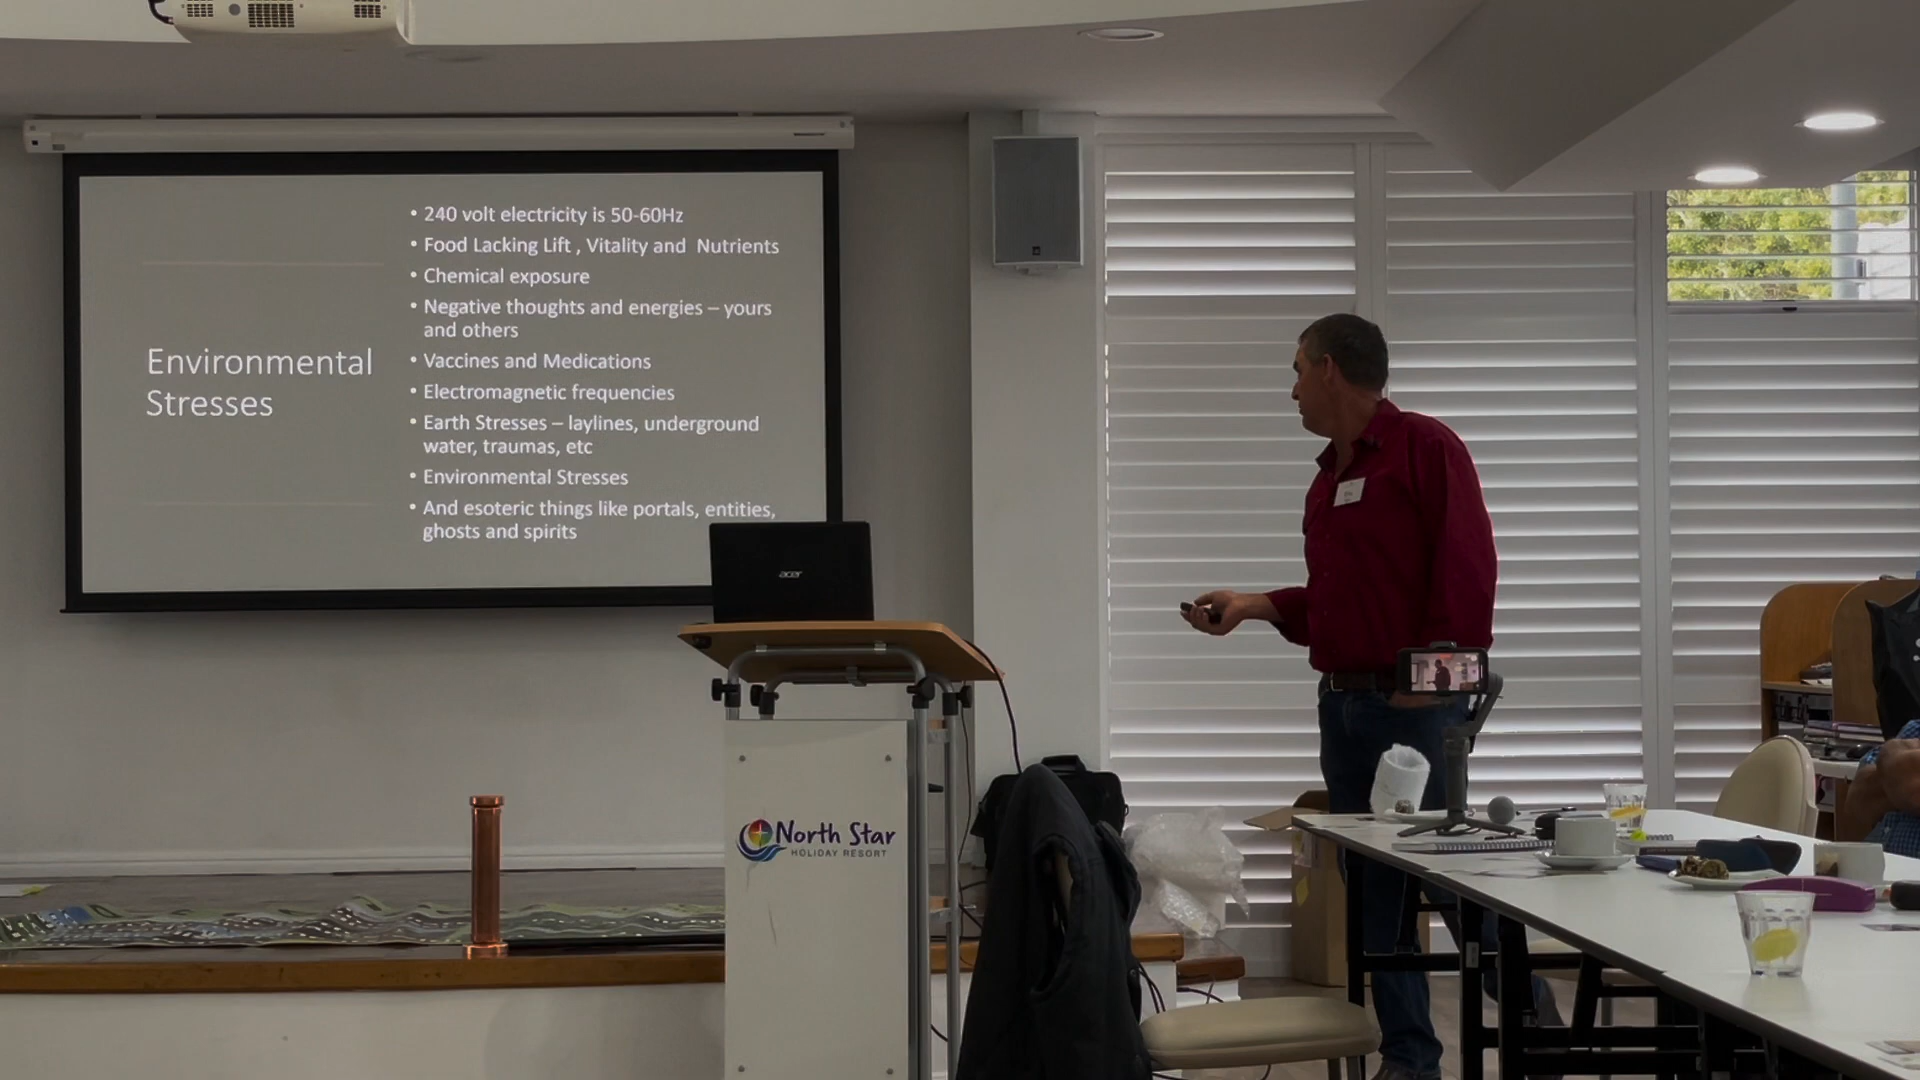 Environmental
Stresses
• 240 volt electricity is 50-60Hz
• Food Lacking Lift , Vitality and  Nutrients
• Chemical exposure
• Negative thoughts and energies – yours
and others
• Vaccines and Medications
• Electromagnetic frequencies
• Earth Stresses – laylines, underground
water, traumas, etc
• Environmental Stresses
• And esoteric things like portals, entities,
ghosts and spirits
acer
North Star
HOLIDAY RESORT